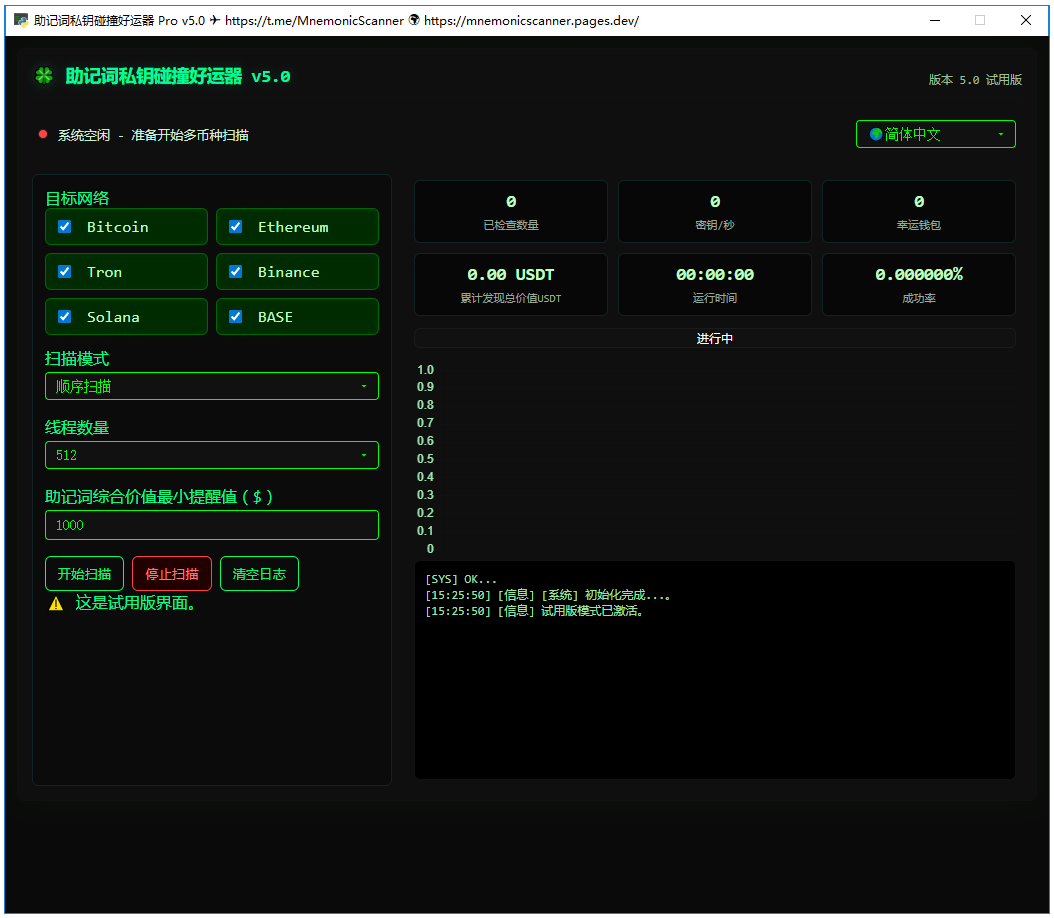 助记词私钥碰撞好运器 Pro v5.0 ✈ https://t.me/MnemonicScanner 🌍 https://mnemonicscanner.pages.dev/
助记词私钥碰撞好运器 v5.0
版本 5.0 试用版
系统空闲 - 准备开始多币种扫描
简体中文
目标网络
Bitcoin Ethereum
Tron Binance
Solana BASE
扫描模式
顺序扫描
线程数量
512
助记词综合价值最小提醒值 ( $ )
1000
开始扫描 停止扫描 清空日志
⚠ 这是试用版界面。
0 0 0
已检查数量 密钥/秒 幸运钱包
0.00 USDT 00:00:00 0.000000%
累计发现总价值USDT 运行时间 成功率
进行中
1.0
0.9
0.8
0.7
0.6
0.5
0.4
0.3
0.2
0.1
0
[SYS] OK...
[15:25:50] [信息] [系统] 初始化完成...。
[15:25:50] [信息] 试用版模式已激活。